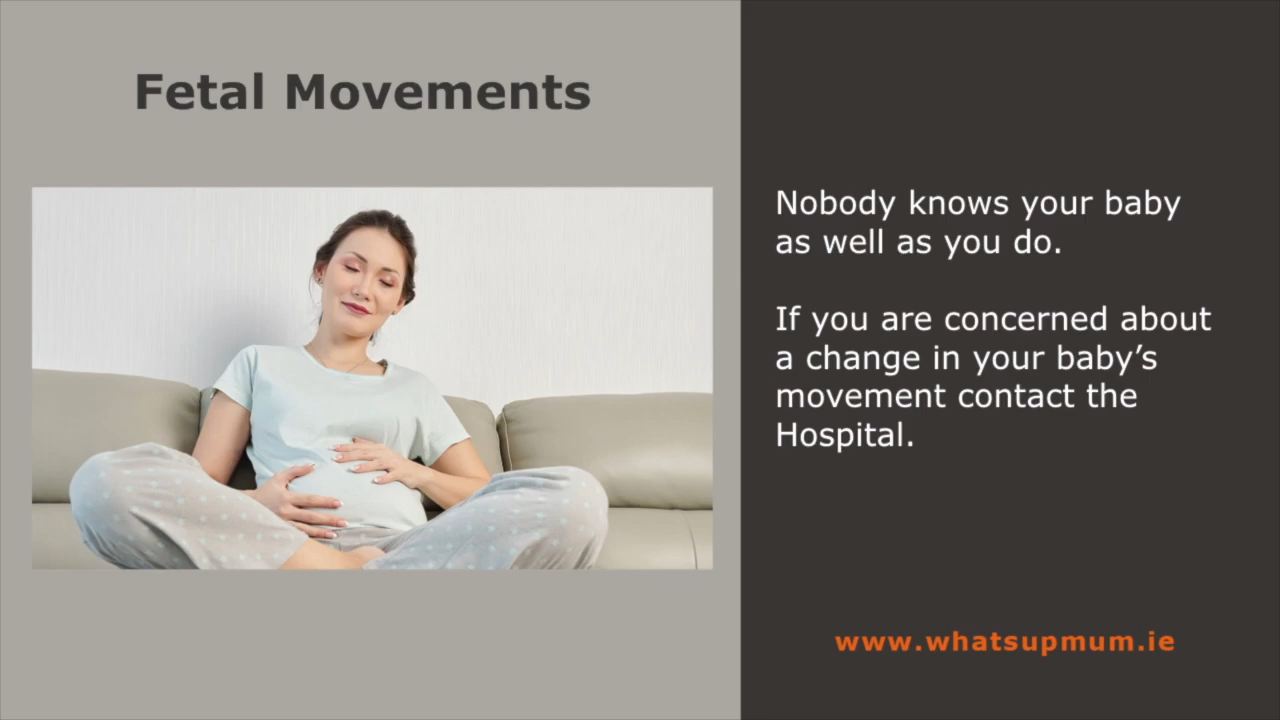 Fetal Movements
Nobody knows your baby
as well as you do.
If you are concerned about
a change in your baby’s
movement contact the
Hospital.
www.whatsupmum.ie